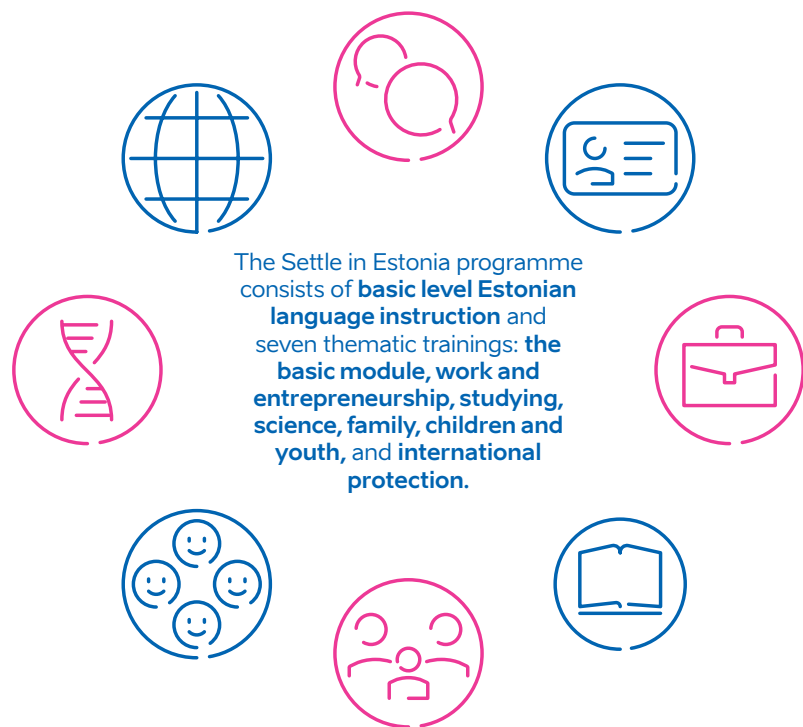 The Settle in Estonia programme
consists of basic level Estonian
language instruction and
seven thematic trainings: the
basic module, work and
entrepreneurship, studying,
science, family, children and
youth, and international
protection.